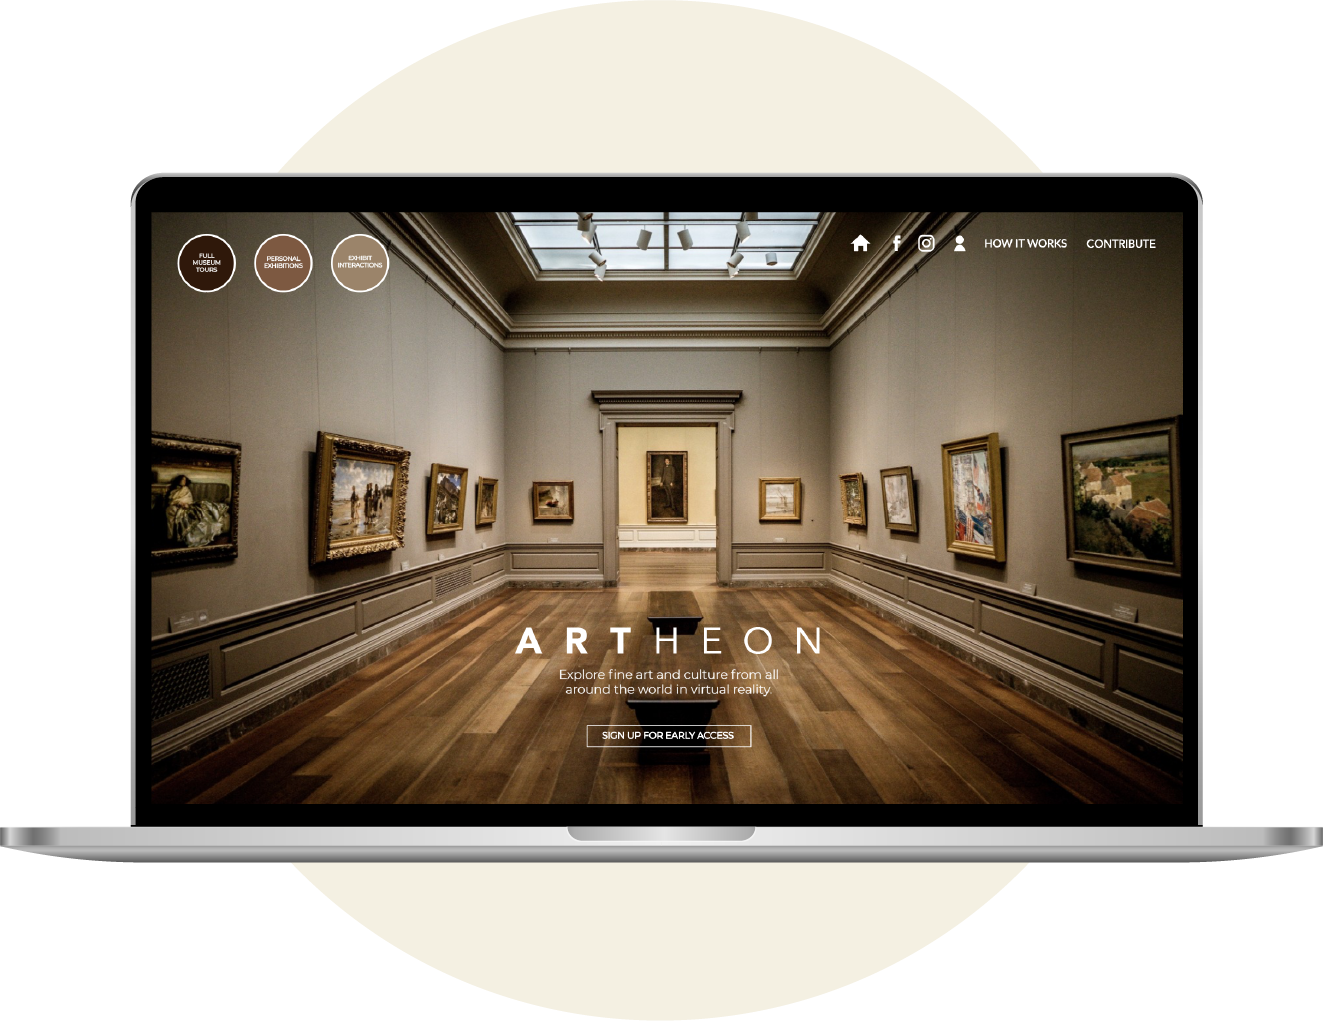 FULL
MUSEUM
TOURS
PERSONAL
EXHIBITIONS
EXHIBIT
INTERACTIONS
HOW IT WORKS
CONTRIBUTE
ARTHEON
Explore fine art and culture from all
around the world in virtual reality.
SIGN UP FOR EARLY ACCESS